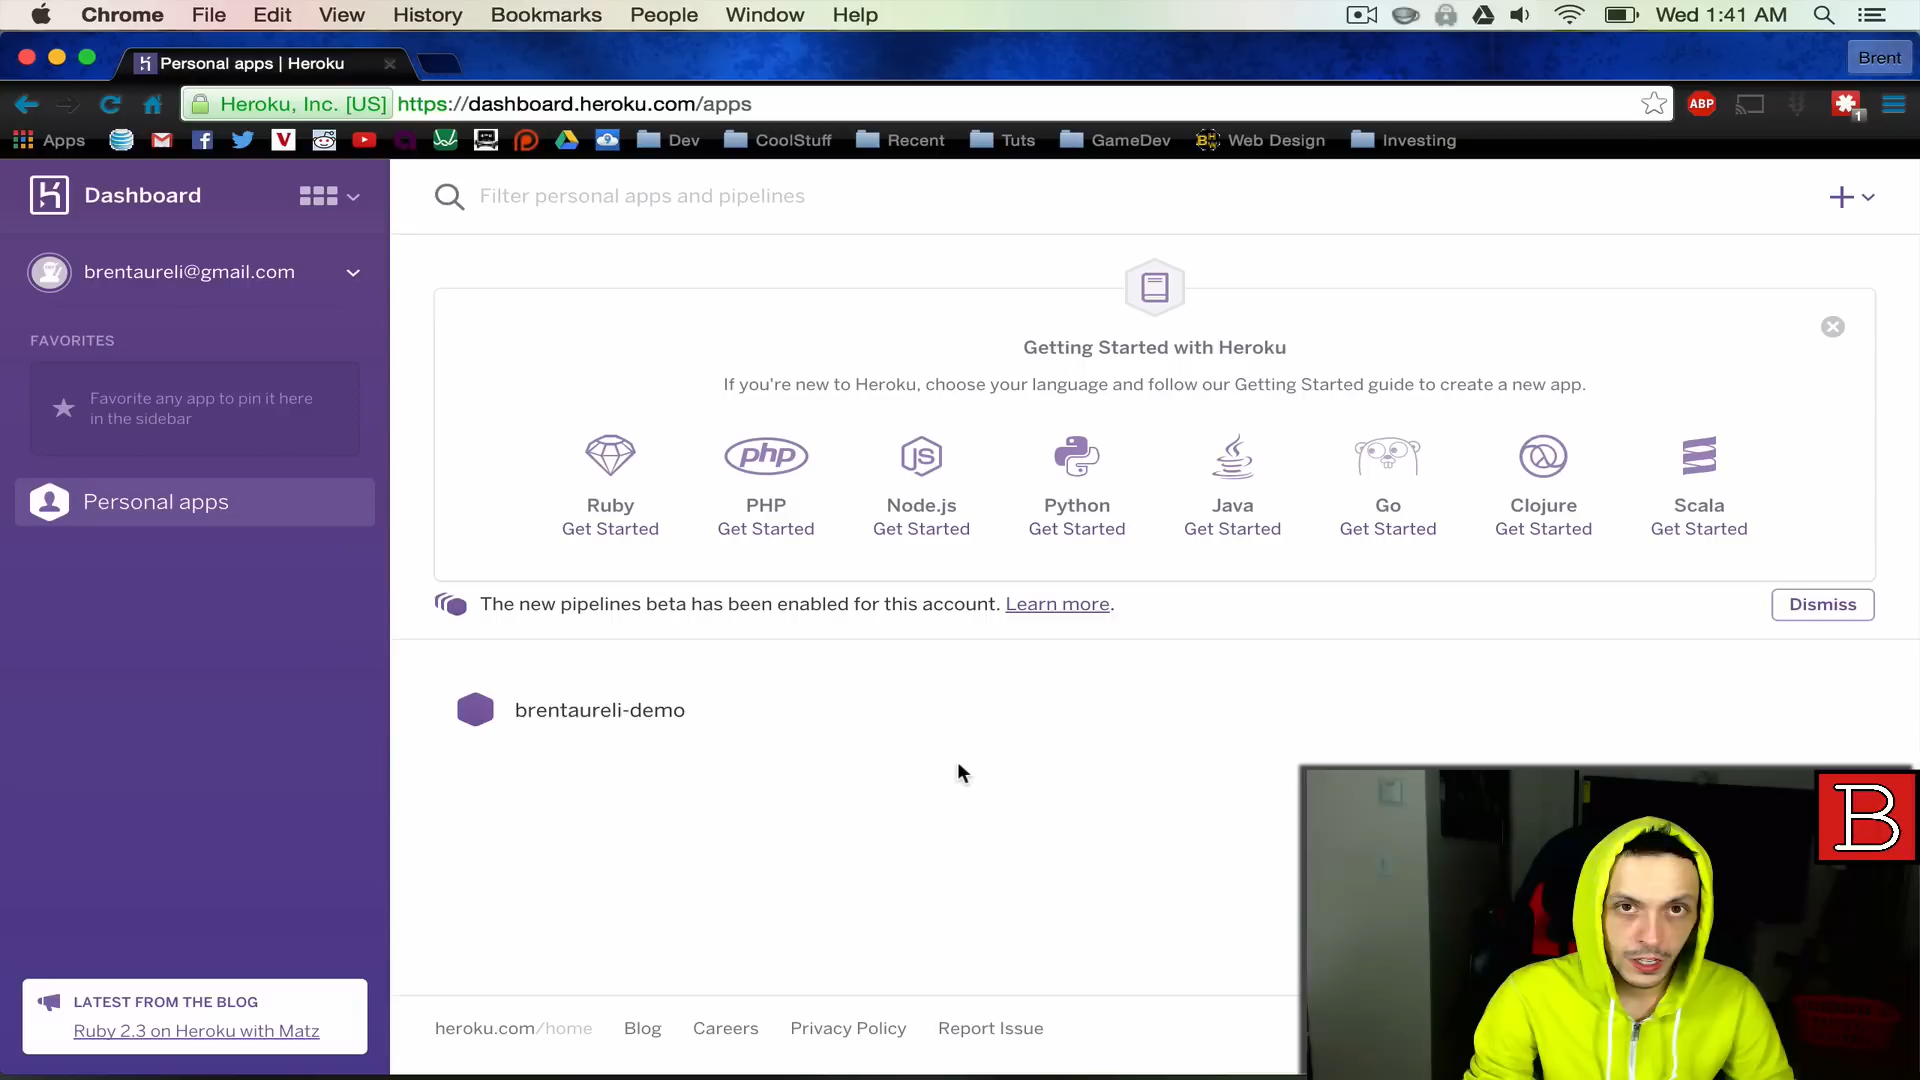 Chrome File Edit View History Bookmarks People Window Help Wed 1:41 AM
Personal apps | Heroku Brent
Heroku, Inc. [US] https://dashboard.heroku.com/apps ABP 1
Apps Dev CoolStuff Recent Tuts GameDev Web Design Investing
Dashboard
Filter personal apps and pipelines
brentaureli@gmail.com
FAVORITES
Favorite any app to pin it here
in the sidebar
Personal apps
Getting Started with Heroku
If you're new to Heroku, choose your language and follow our Getting Started guide to create a new app.
php JS
Ruby PHP Node.js Python Java Go Clojure Scala
Get Started Get Started Get Started Get Started Get Started Get Started Get Started Get Started
The new pipelines beta has been enabled for this account. Learn more. Dismiss
brentaureli-demo
B
LATEST FROM THE BLOG
Ruby 2.3 on Heroku with Matz
heroku.com/home Blog Careers Privacy Policy Report Issue